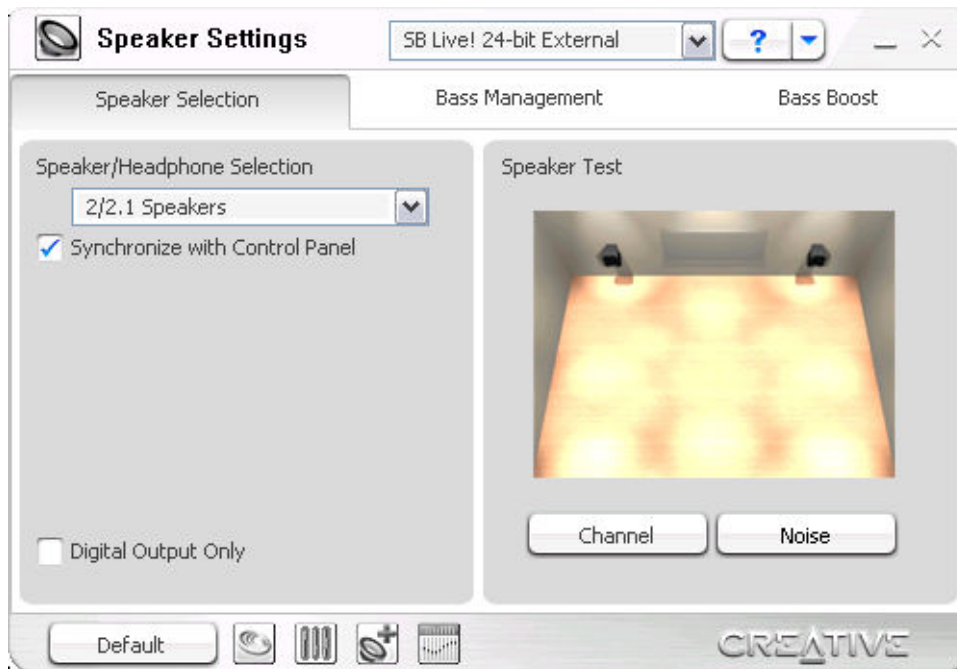 Speaker Settings
SB Live! 24-bit External
?
Speaker Selection
Bass Management
Bass Boost
Speaker/Headphone Selection
2/2.1 Speakers
Synchronize with Control Panel
Digital Output Only
Speaker Test
Channel
Noise
Default
CREATIVE